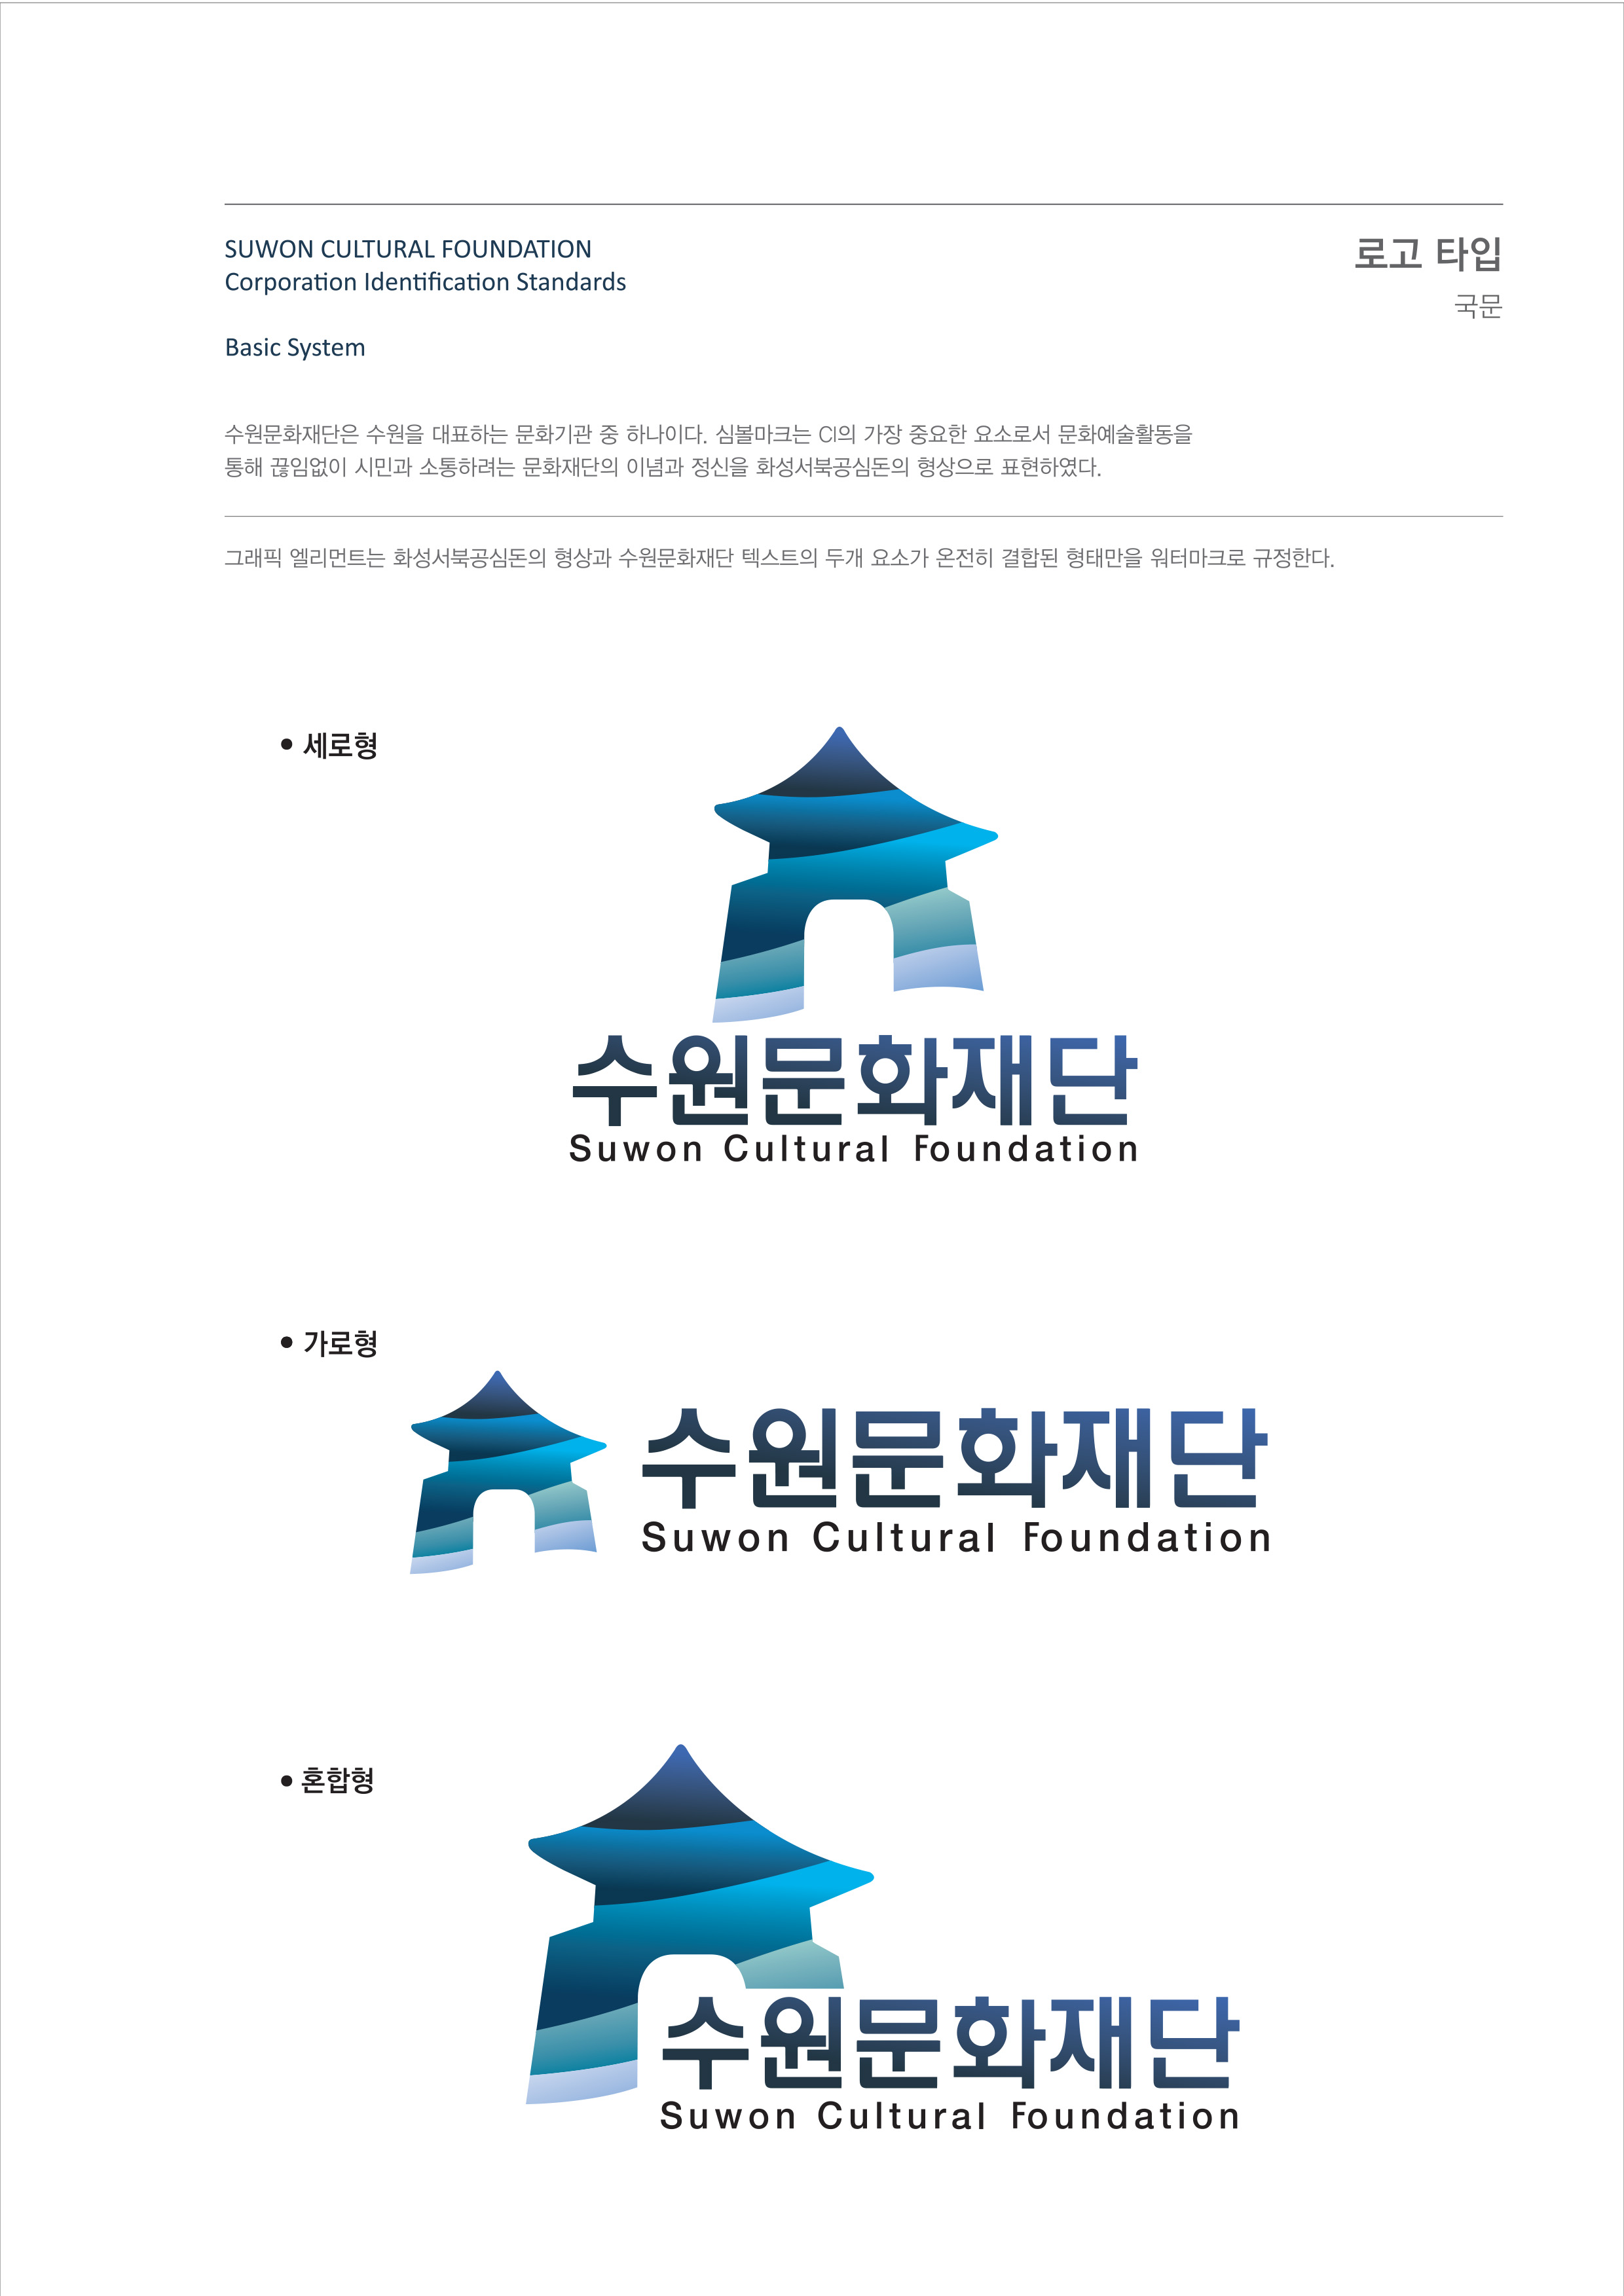 SUWON CULTURAL FOUNDATION
Corporation Identification Standards
Basic System
로고 타입
국문
수원문화재단은 수원을 대표하는 문화기관 중 하나이다. 심볼마크는 CI의 가장 중요한 요소로서 문화예술활동을
통해 끊임없이 시민과 소통하려는 문화재단의 이념과 정신을 화성서북공심돈의 형상으로 표현하였다.
그래픽 엘리먼트는 화성서북공심돈의 형상과 수원문화재단 텍스트의 두개 요소가 온전히 결합된 형태만을 워터마크로 규정한다.
• 세로형
수원문화재단
Suwon Cultural Foundation
• 가로형
수원문화재단
Suwon Cultural Foundation
• 혼합형
수원문화재단
Suwon Cultural Foundation